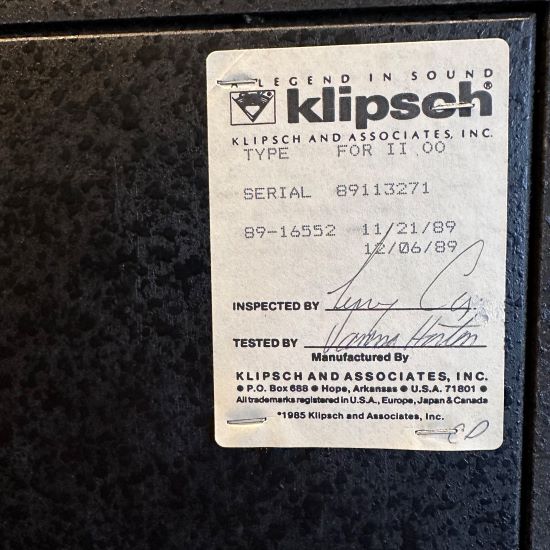 A LEGEND IN SOUND
klipsch®
KLIPSCH AND ASSOCIATES, INC.
TYPE FOR II 00
SERIAL 89113271
89-16552 11/21/89
12/06/89
INSPECTED BY
TESTED BY
Manufactured By
KLIPSCH AND ASSOCIATES, INC.
● P.O. Box 688 ● Hope, Arkansas ● U.S.A. 71801 ●
All trademarks registered in U.S.A., Europe, Japan & Canada
©1985 Klipsch and Associates, Inc.